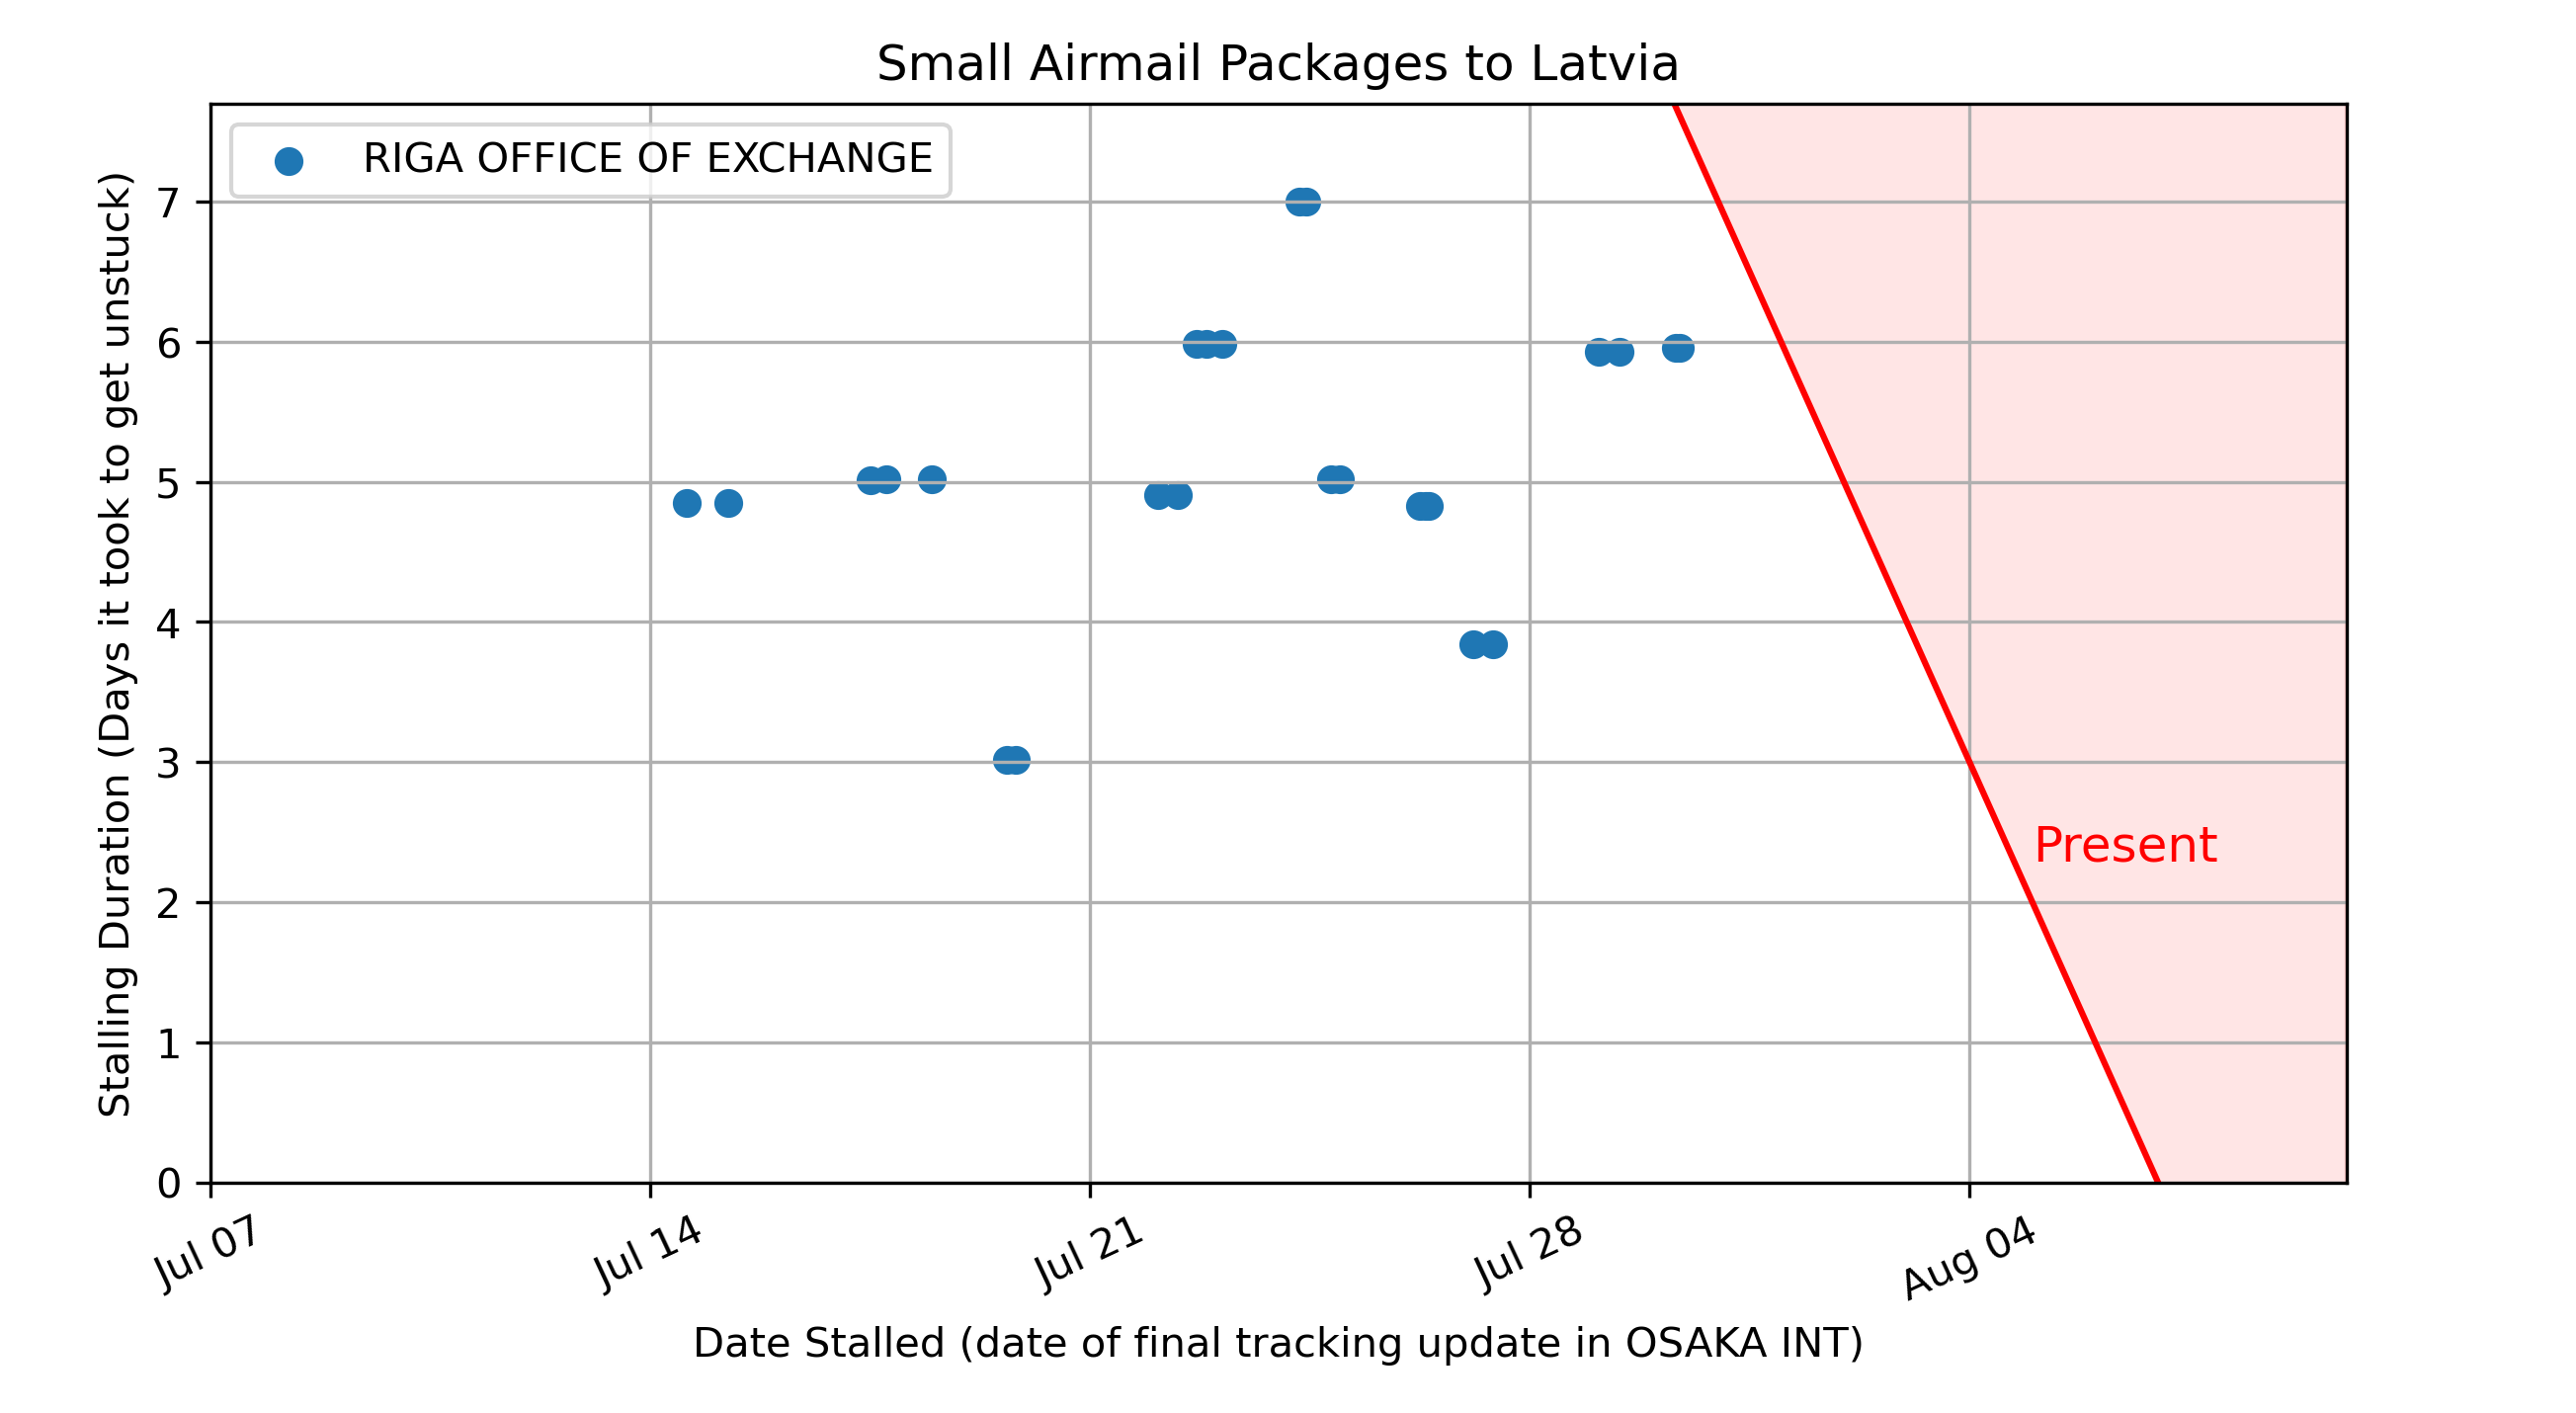 Small Airmail Packages to Latvia
RIGA OFFICE OF EXCHANGE
Stalling Duration (Days it took to get unstuck)
7
6
5
4
3
2
1
0
Present
Jul 07
Jul 14
Jul 21
Jul 28
Aug 04
Date Stalled (date of final tracking update in OSAKA INT)